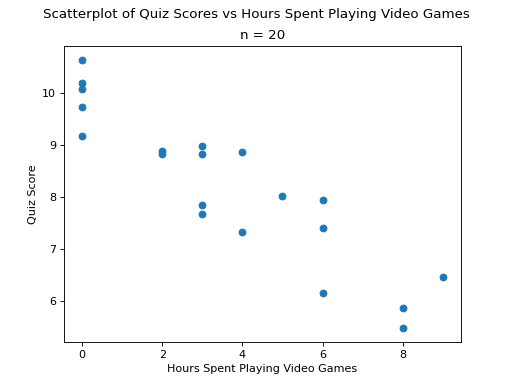 Scatterplot of Quiz Scores vs Hours Spent Playing Video Games
n = 20
10
9
8
7
6
Quiz Score
0 2 4 6 8
Hours Spent Playing Video Games